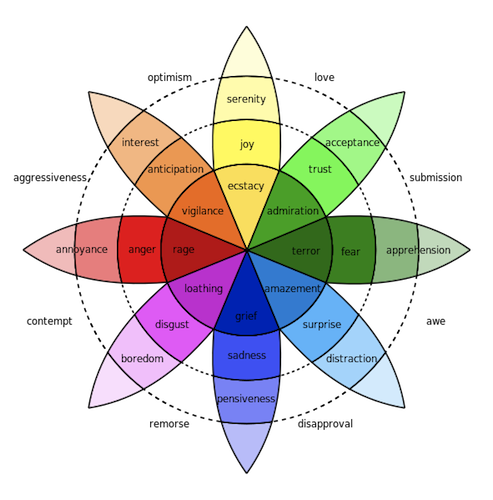 optimism
love
serenity
interest
joy
acceptance
anticipation
trust
aggressiveness
ecstacy
submission
vigilance
admiration
annoyance
anger
rage
terror
fear
apprehension
loathing
amazement
contempt
disgust
grief
surprise
awe
boredom
sadness
distraction
pensiveness
remorse
disapproval